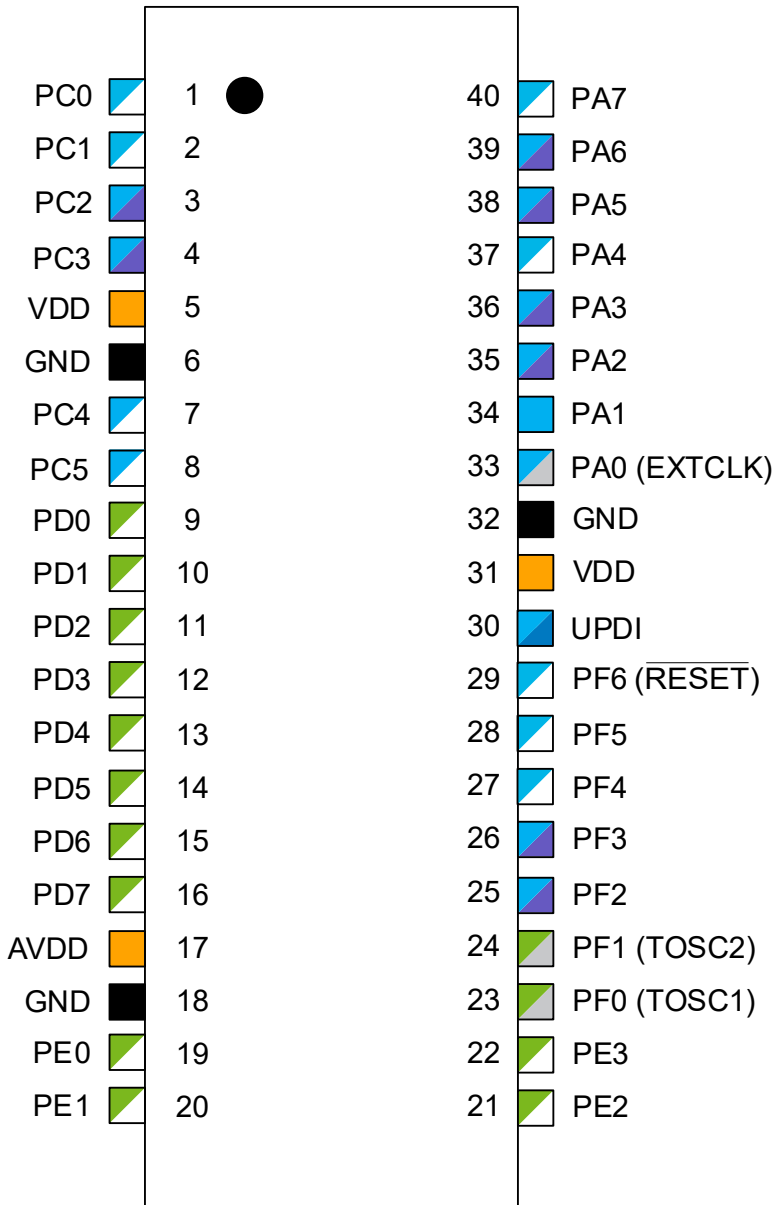 PC0 1 40 PA7
PC1 2 39 PA6
PC2 3 38 PA5
PC3 4 37 PA4
VDD 5 36 PA3
GND 6 35 PA2
PC4 7 34 PA1
PC5 8 33 PA0 (EXTCLK)
PD0 9 32 GND
PD1 10 31 VDD
PD2 11 30 UPDI
PD3 12 29 PF6 (RESET)
PD4 13 28 PF5
PD5 14 27 PF4
PD6 15 26 PF3
PD7 16 25 PF2
AVDD 17 24 PF1 (TOSC2)
GND 18 23 PF0 (TOSC1)
PE0 19 22 PE3
PE1 20 21 PE2